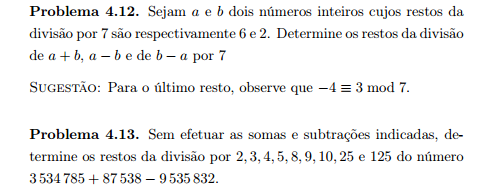 Problema 4.12. Sejam a e b dois números inteiros cujos restos da
divisão por 7 são respectivamente 6 e 2. Determine os restos da divisão
de a + b, a − b e de b − a por 7
SUGESTÃO: Para o último resto, observe que −4 ≡ 3 mod 7.
Problema 4.13. Sem efetuar as somas e subtrações indicadas, de-
termine os restos da divisão por 2, 3, 4, 5, 8, 9, 10, 25 e 125 do número
3 534 785 + 87 538 − 9 535 832.